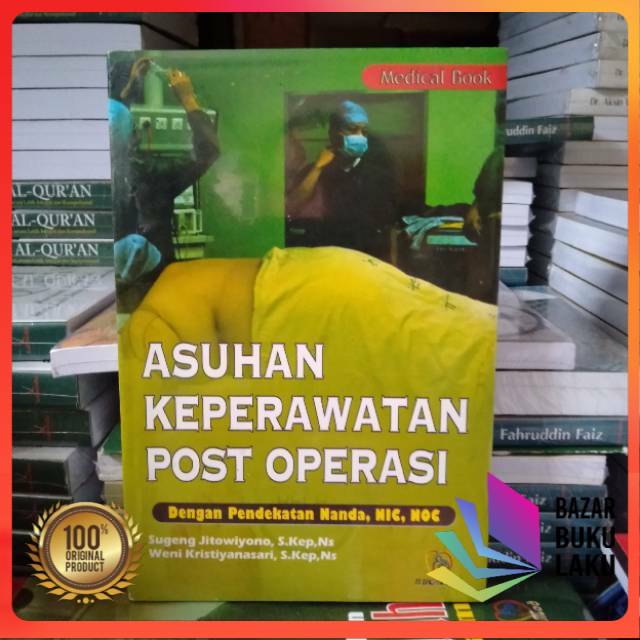 Medical Book
ASUHAN
KEPERAWATAN
POST OPERASI
Dengan Pendekatan Nanda, NIC, NOC
Sugeng Jitowiyono, S.Kep,Ns
Weni Kristiyanasari, S.Kep,Ns
AL-QUR'AN
AL-QUR'AN
AL-QUR'AN
uddin Faiz
Fahruddin Faiz
100%
ORIGINAL
PRODUCT
BAZAR
BUKU
LAKU